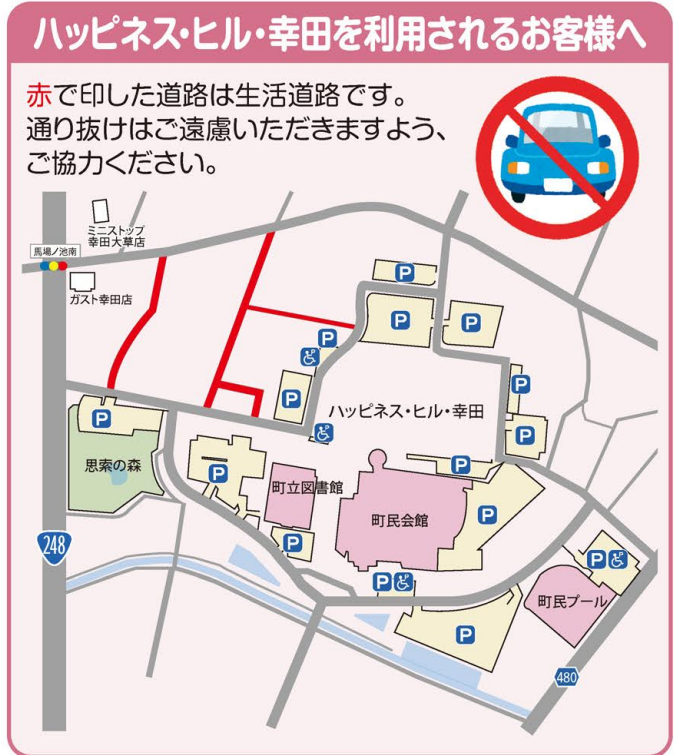 ハッピネス・ヒル・幸田を利用されるお客様へ
赤で印した道路は生活道路です。
通り抜けはご遠慮いただきますよう、
ご協力ください。
ミニストップ
幸田大草店
馬場ノ池南
ガスト幸田店
P
P
P
P
P
P
ハッピネス・ヒル・幸田
P
P
P
思索の森
P
P
町立図書館
町民会館
P
P
248
P
P
町民プール
P
480